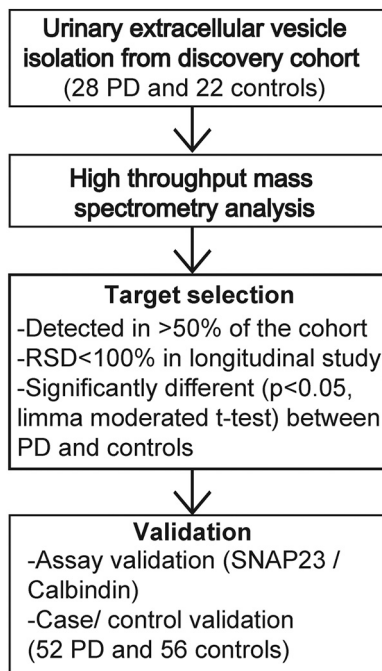 Urinary extracellular vesicle
isolation from discovery cohort
(28 PD and 22 controls)
High throughput mass
spectrometry analysis
Target selection
-Detected in >50% of the cohort
-RSD<100% in longitudinal study
-Significantly different (p<0.05,
limma moderated t-test) between
PD and controls
Validation
-Assay validation (SNAP23 /
Calbindin)
-Case/ control validation
(52 PD and 56 controls)